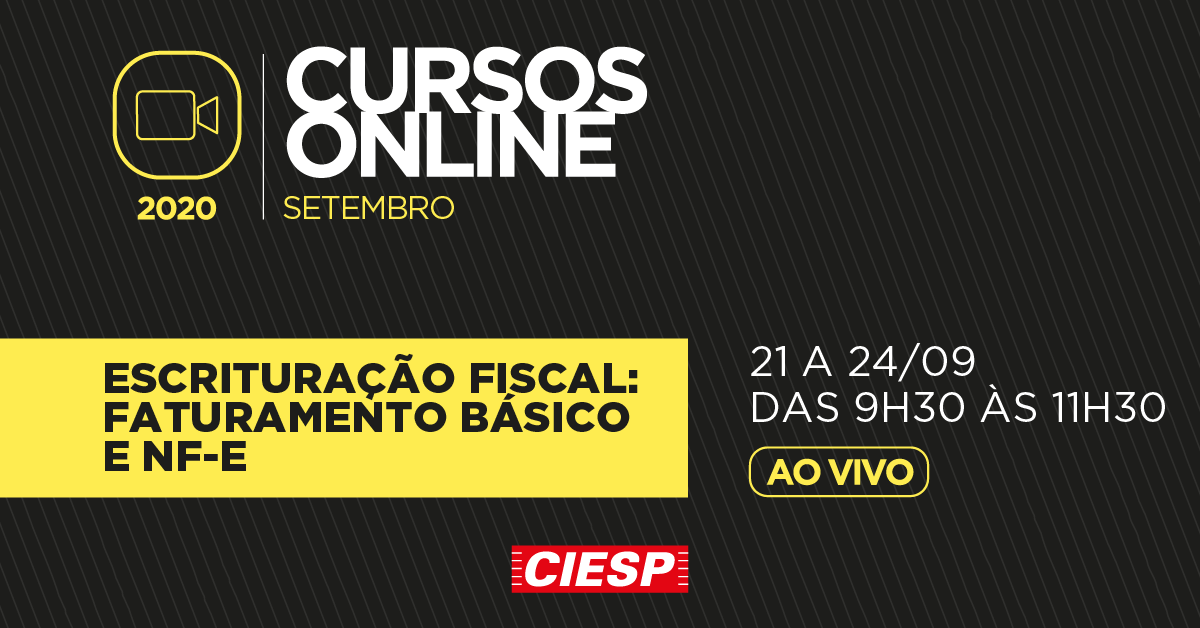 CURSOS
ONLINE
2020
SETEMBRO
ESCRITURAÇÃO FISCAL:
FATURAMENTO BÁSICO
E NF-E
21 A 24/09
DAS 9H30 ÀS 11H30
AO VIVO
CIESP